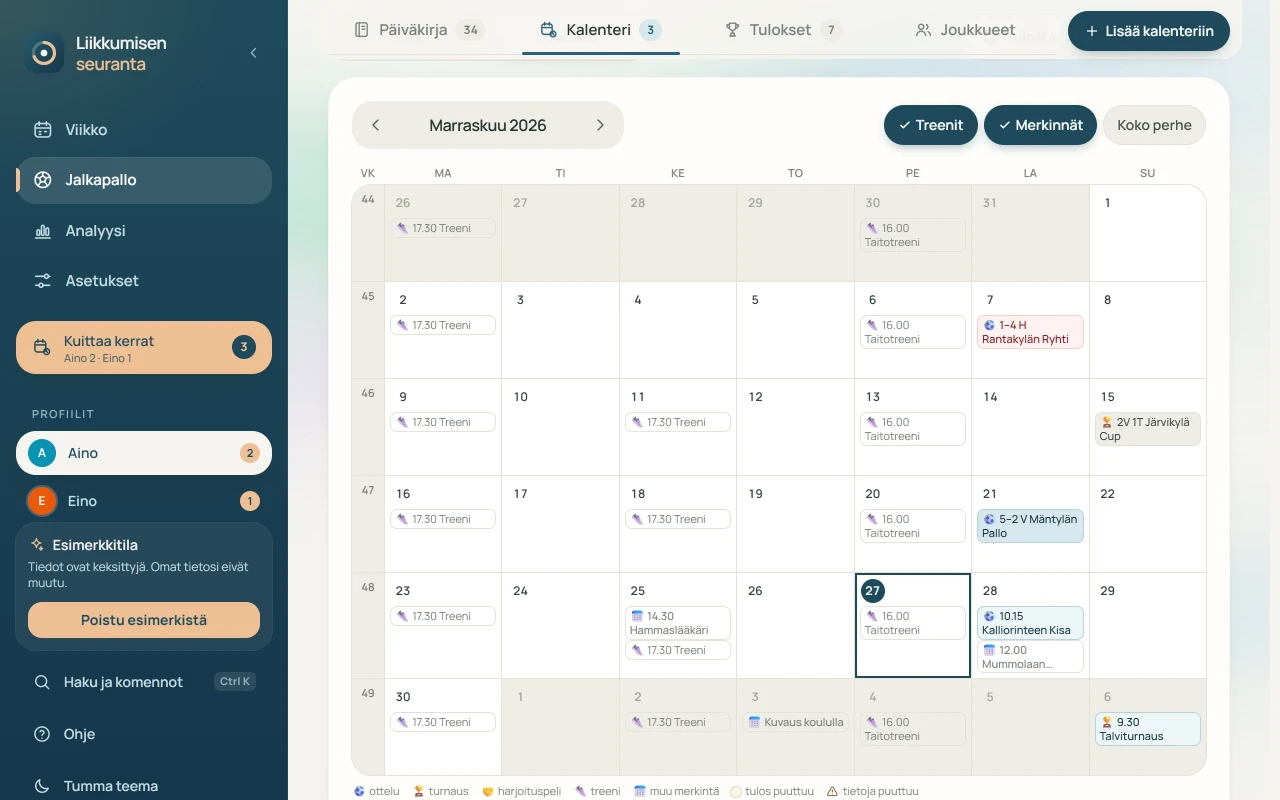 Liikkumisen
seuranta
Viikko
Jalkapallo
Analyysi
Asetukset
Kuittaa kerrat
Aino 2 · Eino 1
3
PROFIILIT
A Aino 2
E Eino 1
Esimerkkitila
Tiedot ovat keksittyjä. Omat tietosi eivät
muutu.
Poistu esimerkistä
Haku ja komennot Ctrl K
Ohje
Tumma teema
Päiväkirja 34
Kalenteri 3
Tulokset 7
Joukkueet
+ Lisää kalenteriin
Marraskuu 2026
Treenit
Merkinnät
Koko perhe
VK MA TI KE TO PE LA SU
44 26 27 28 29 30 31 1
17.30 Treeni
16.00
Taitotreeni
45 2 3 4 5 6 7 8
17.30 Treeni
16.00
Taitotreeni
1–4 H
Rantakylän Ryhti
46 9 10 11 12 13 14 15
17.30 Treeni
17.30 Treeni
16.00
Taitotreeni
2V 1T Järvikylä
Cup
47 16 17 18 19 20 21 22
17.30 Treeni
17.30 Treeni
16.00
Taitotreeni
5–2 V Mäntylän
Pallo
48 23 24 25 26 27 28 29
17.30 Treeni
14.30
Hammaslääkäri
17.30 Treeni
16.00
Taitotreeni
10.15
Kalliorinteen Kisa
12.00
Mummolaan…
49 30 1 2 3 4 5 6
17.30 Treeni
17.30 Treeni
Kuvaus koululla
16.00
Taitotreeni
9.30
Talviturnaus
ottelu turnaus harjoituspeli treeni muu merkintä tulos puuttuu tietoja puuttuu